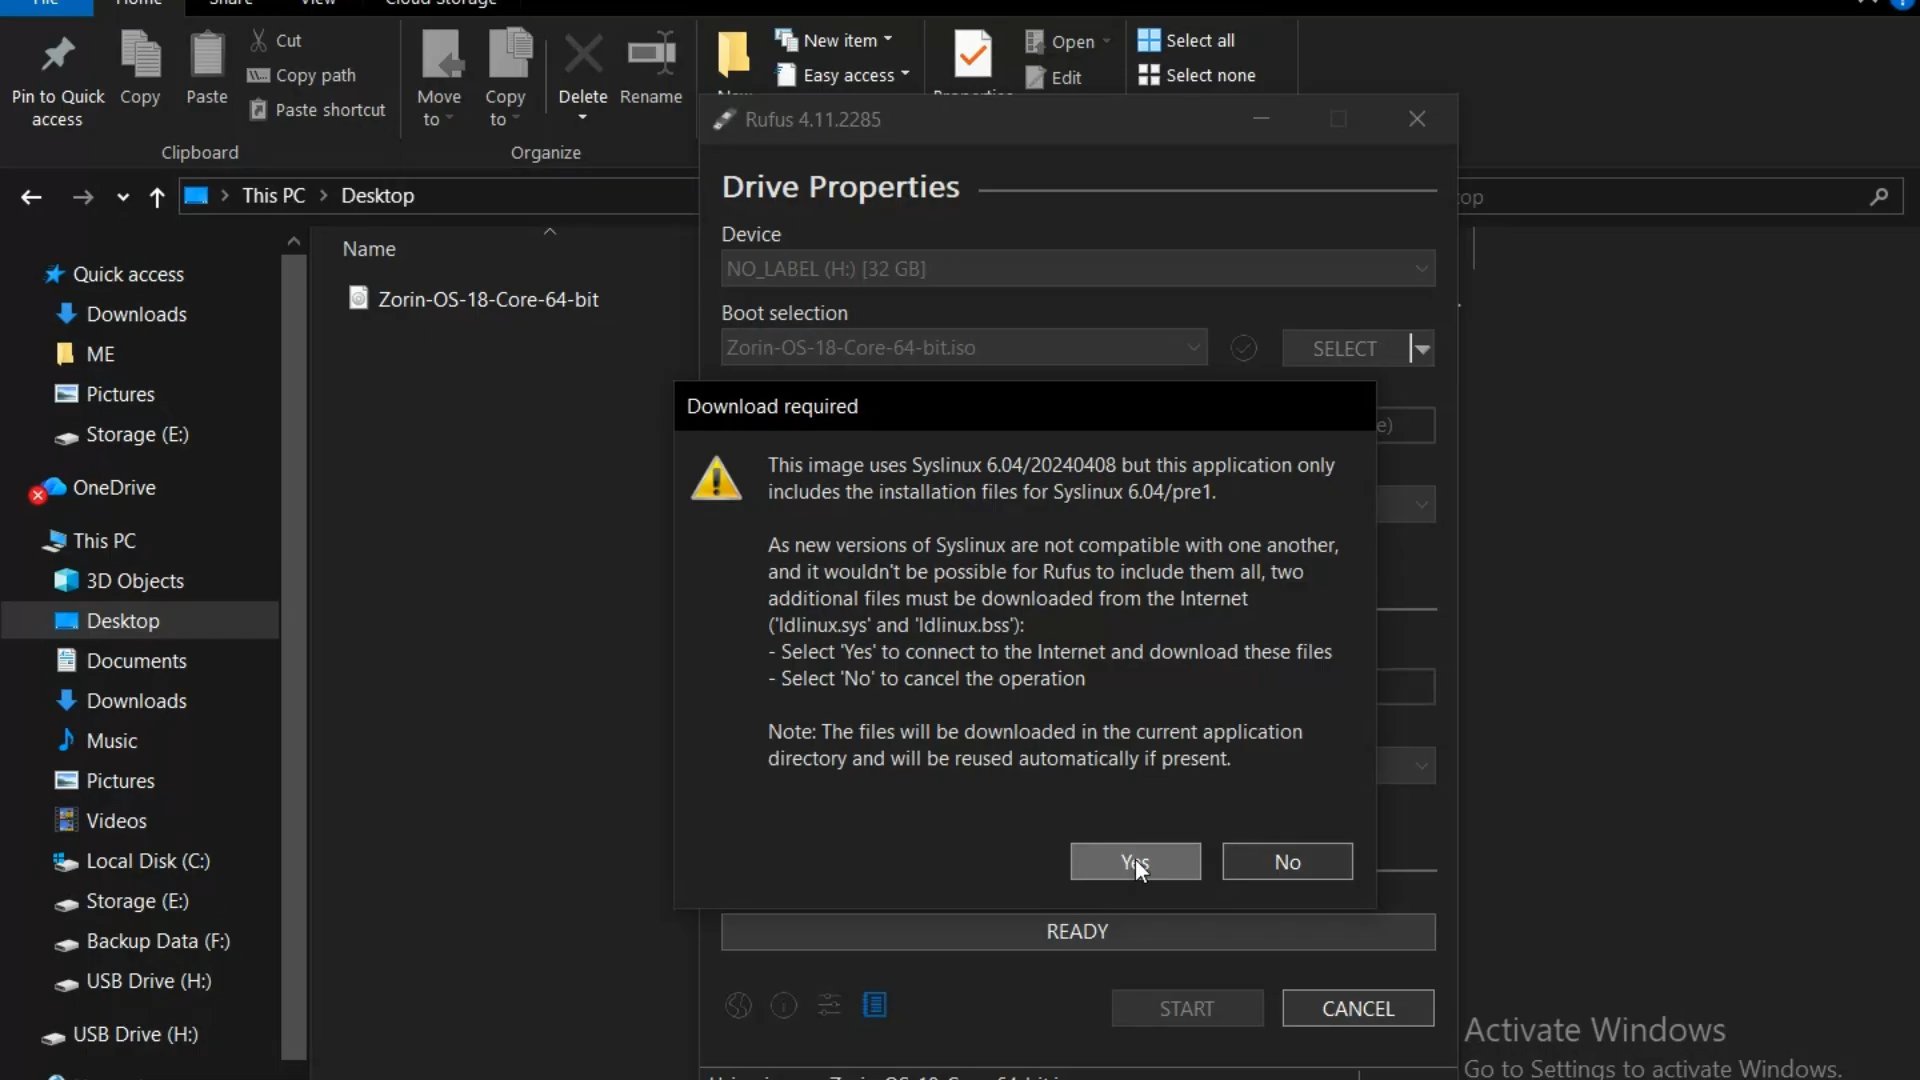 Home
Share
View
Cloud Storage
Cut
Copy path
Paste shortcut
Pin to Quick access
Copy
Paste
Clipboard
Move to
Copy to
Delete
Rename
Organize
New item
Easy access
Open
Edit
Select all
Select none
This PC
Desktop
Name
Zorin-OS-18-Core-64-bit
Quick access
Downloads
ME
Pictures
Storage (E:)
OneDrive
This PC
3D Objects
Desktop
Documents
Downloads
Music
Pictures
Videos
Local Disk (C:)
Storage (E:)
Backup Data (F:)
USB Drive (H:)
USB Drive (H:)
Rufus 4.11.2285
Drive Properties
Device
NO_LABEL (H:) [32 GB]
Boot selection
Zorin-OS-18-Core-64-bit.iso
SELECT
Download required
This image uses Syslinux 6.04/20240408 but this application only
includes the installation files for Syslinux 6.04/pre1.
As new versions of Syslinux are not compatible with one another,
and it wouldn't be possible for Rufus to include them all, two
additional files must be downloaded from the Internet
('ldlinux.sys' and 'ldlinux.bss'):
- Select 'Yes' to connect to the Internet and download these files
- Select 'No' to cancel the operation
Note: The files will be downloaded in the current application
directory and will be reused automatically if present.
Yes
No
READY
START
CANCEL
Activate Windows
Go to Settings to activate Windows.